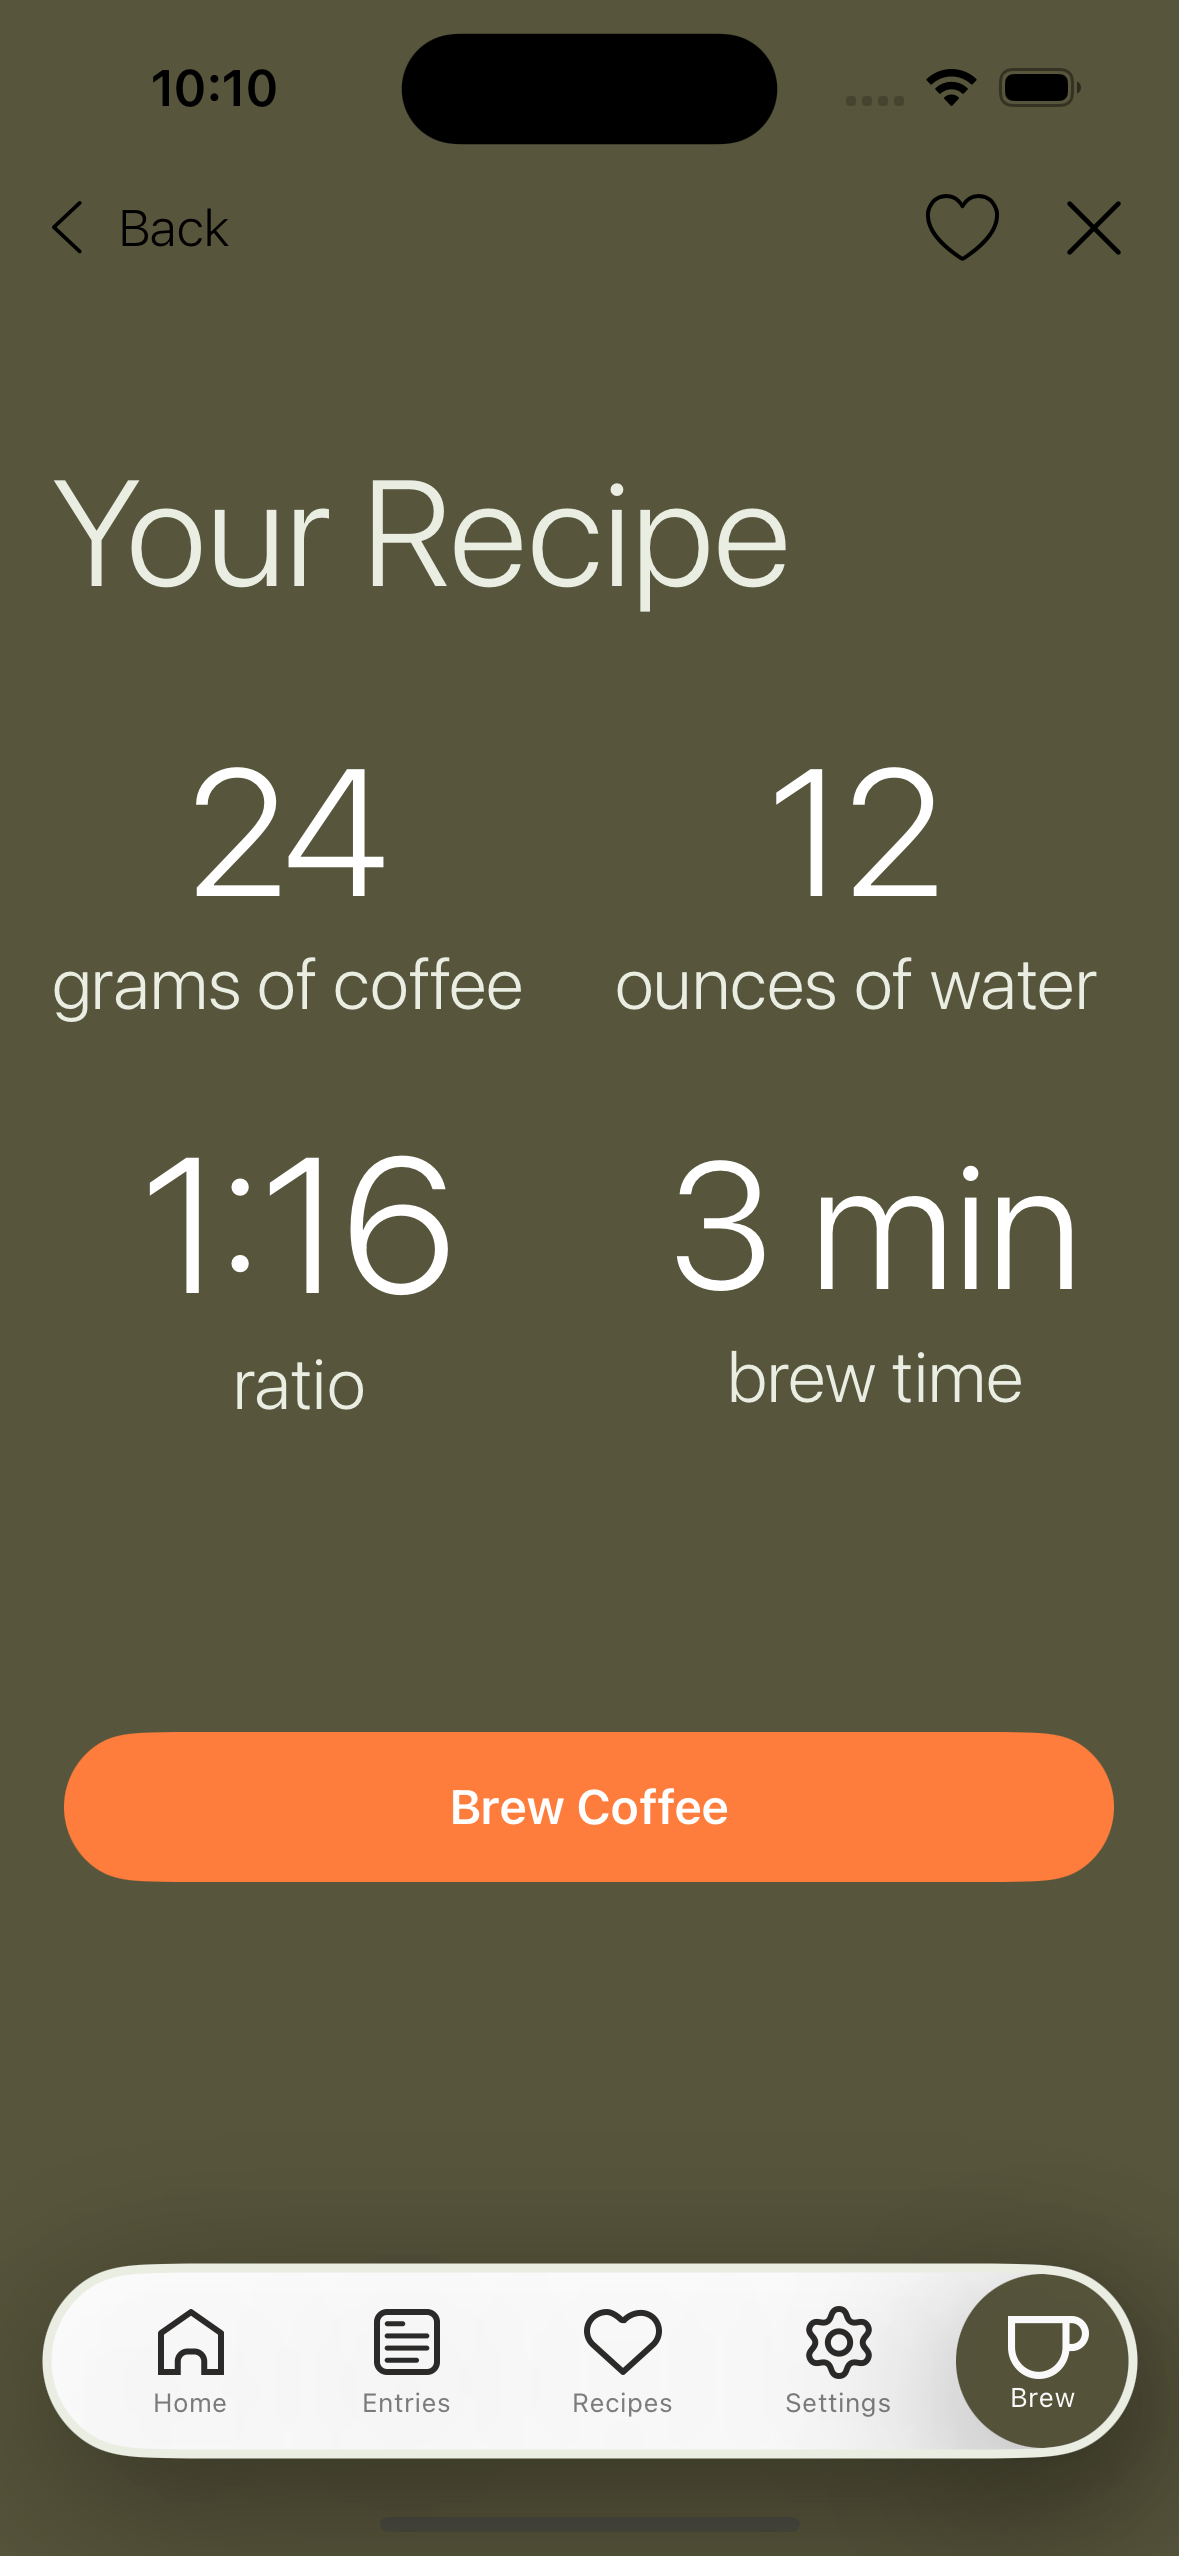 10:10
Back
Your Recipe
24
12
grams of coffee
ounces of water
1:16
3 min
ratio
brew time
Brew Coffee
Home
Entries
Recipes
Settings
Brew